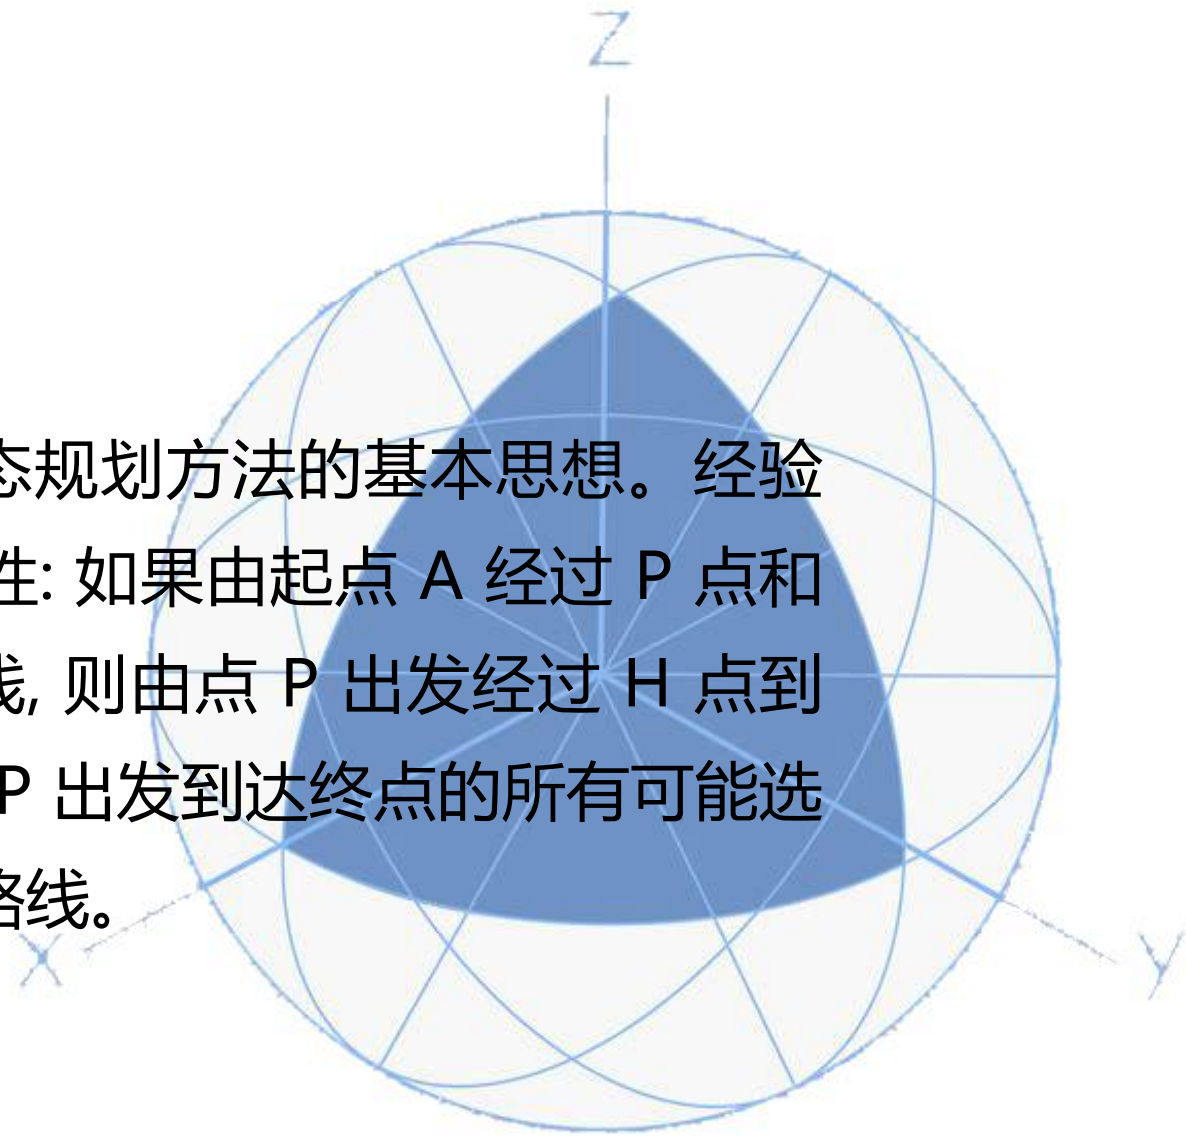 Z
态规划方法的基本思想。经验
性: 如果由起点 A 经过 P 点和
线, 则由点 P 出发经过 H 点到
P 出发到达终点的所有可能选
路线。
X
Y